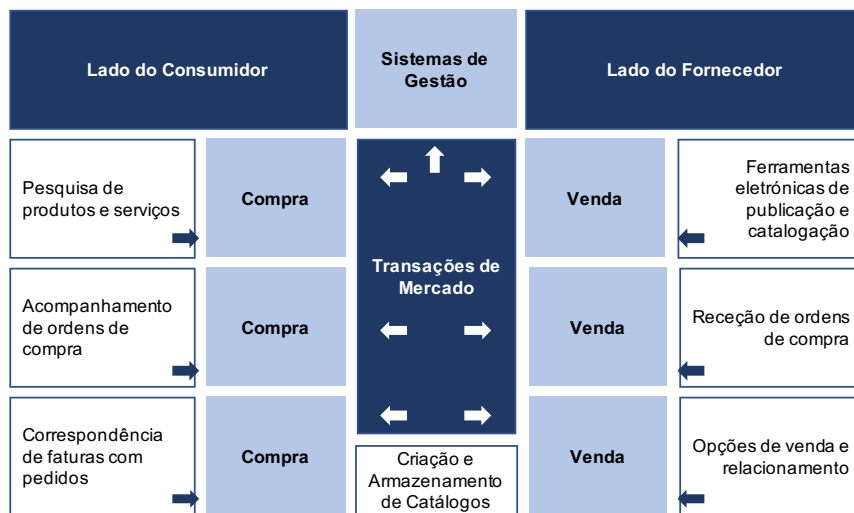 Lado do Consumidor
Sistemas de
Gestão
Lado do Fornecedor
Pesquisa de
produtos e serviços
Compra
Venda
Ferramentas
eletrónicas de
publicação e
catalogação
Transações de
Mercado
Acompanhamento
de ordens de
compra
Compra
Venda
Receção de ordens
de compra
Correspondência
de faturas com
pedidos
Compra
Criação e
Armazenamento
de Catálogos
Venda
Opções de venda e
relacionamento